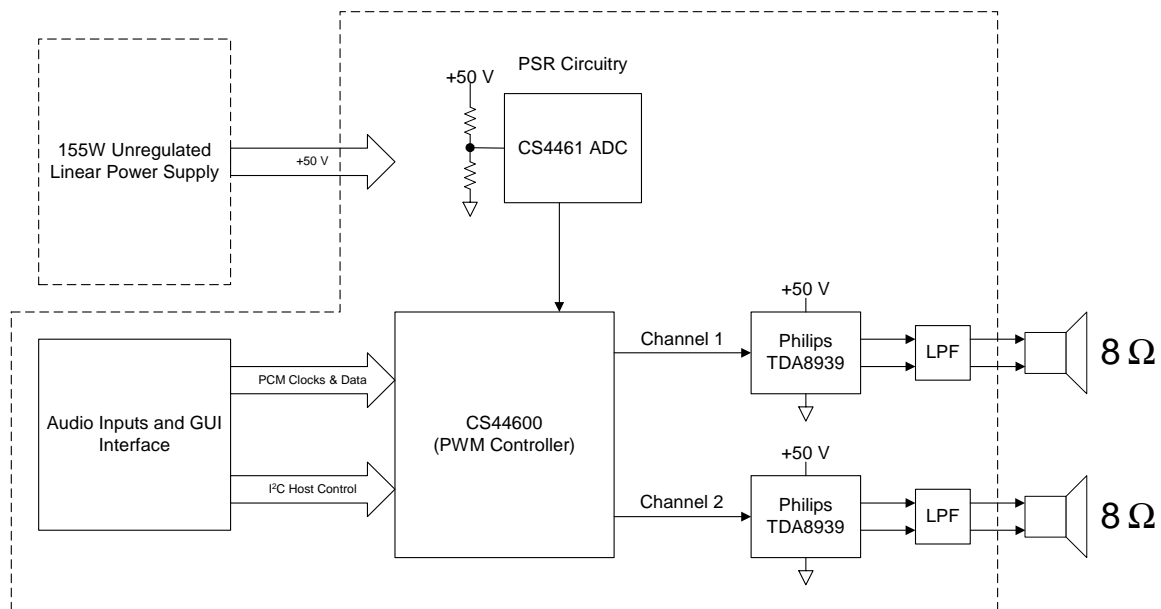 PSR Circuitry
+50 V
CS4461 ADC
155W Unregulated
Linear Power Supply
+50 V
Audio Inputs and GUI
Interface
PCM Clocks & Data
I²C Host Control
CS44600
(PWM Controller)
Channel 1
+50 V
Philips
TDA8939
LPF
8 Ω
Channel 2
+50 V
Philips
TDA8939
LPF
8 Ω